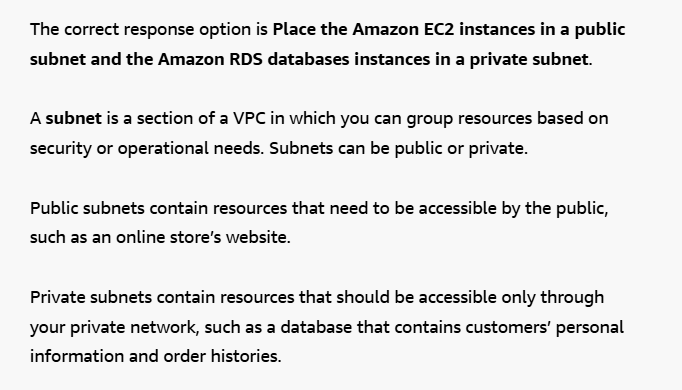 The correct response option is Place the Amazon EC2 instances in a public
subnet and the Amazon RDS databases instances in a private subnet.
A subnet is a section of a VPC in which you can group resources based on
security or operational needs. Subnets can be public or private.
Public subnets contain resources that need to be accessible by the public,
such as an online store’s website.
Private subnets contain resources that should be accessible only through
your private network, such as a database that contains customers’ personal
information and order histories.